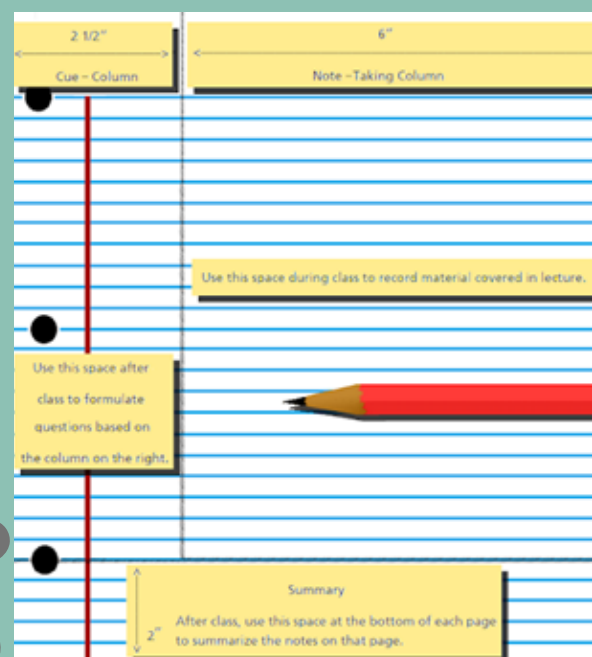 2 1/2"
6"
Cue – Column
Note –Taking Column
Use this space during class to record material covered in lecture.
Use this space after
class to formulate
questions based on
the column on the right.
Summary
2"
After class, use this space at the bottom of each page
to summarize the notes on that page.